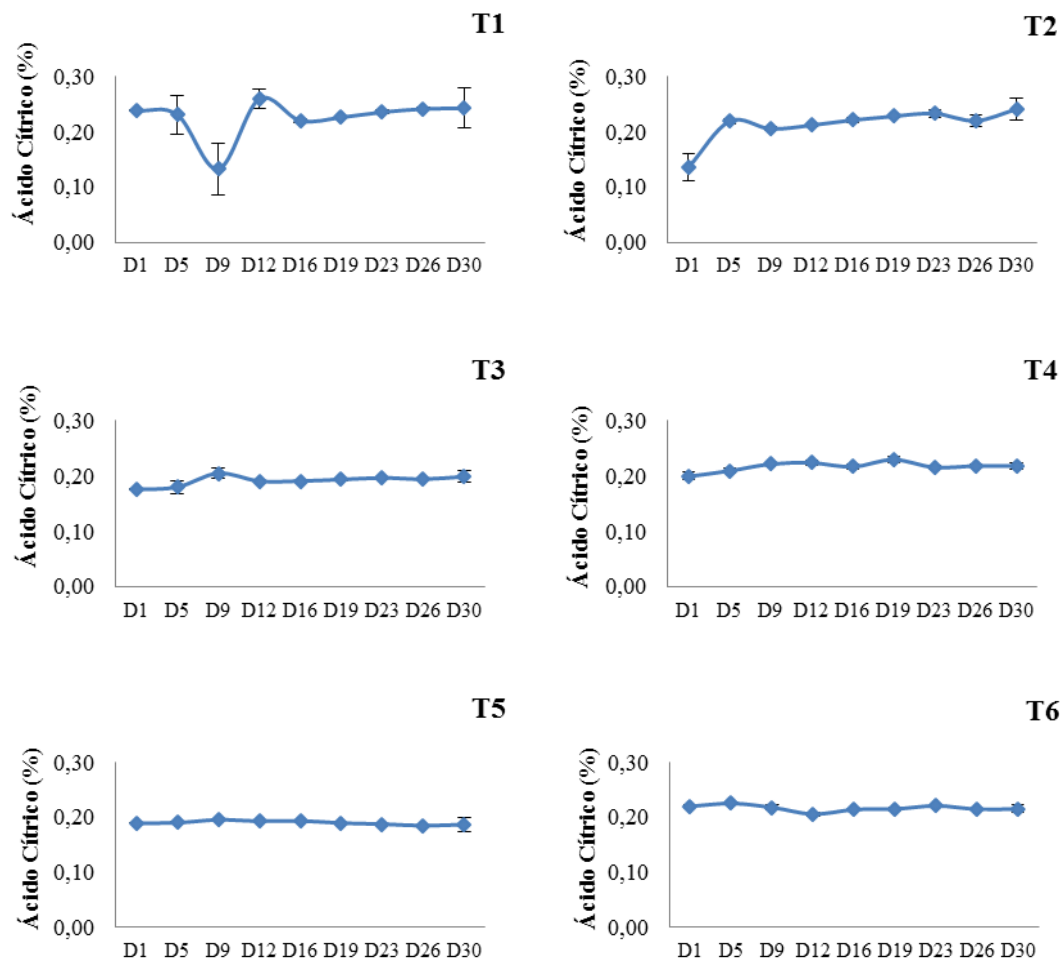 T1
Ácido Cítrico (%)
0,30
0,20
0,10
0,00
D1 D5 D9 D12 D16 D19 D23 D26 D30
T2
Ácido Cítrico (%)
0,30
0,20
0,10
0,00
D1 D5 D9 D12 D16 D19 D23 D26 D30
T3
Ácido Cítrico (%)
0,30
0,20
0,10
0,00
D1 D5 D9 D12 D16 D19 D23 D26 D30
T4
Ácido Cítrico (%)
0,30
0,20
0,10
0,00
D1 D5 D9 D12 D16 D19 D23 D26 D30
T5
Ácido Cítrico (%)
0,30
0,20
0,10
0,00
D1 D5 D9 D12 D16 D19 D23 D26 D30
T6
Ácido Cítrico (%)
0,30
0,20
0,10
0,00
D1 D5 D9 D12 D16 D19 D23 D26 D30